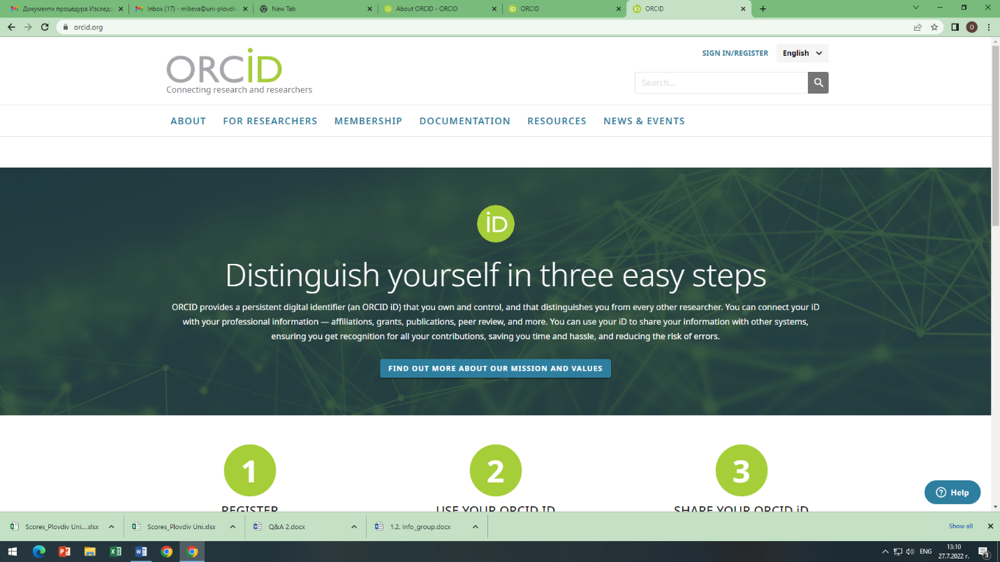 Документи процедура Изследо
Inbox (17) - milieva@uni-plovdiv
New Tab
About ORCID - ORCID
ORCID
ORCID
orcid.org
O
ORCID
Connecting research and researchers
SIGN IN/REGISTER
English
Search...
ABOUT
FOR RESEARCHERS
MEMBERSHIP
DOCUMENTATION
RESOURCES
NEWS & EVENTS
iD
Distinguish yourself in three easy steps
ORCID provides a persistent digital identifier (an ORCID iD) that you own and control, and that distinguishes you from every other researcher. You can connect your iD
with your professional information — affiliations, grants, publications, peer review, and more. You can use your iD to share your information with other systems,
ensuring you get recognition for all your contributions, saving you time and hassle, and reducing the risk of errors.
FIND OUT MORE ABOUT OUR MISSION AND VALUES
1
2
3
REGISTER
USE YOUR ORCID ID
SHARE YOUR ORCID iD
Help
Scores_Plovdiv Uni....xlsx
Scores_Plovdiv Uni.xlsx
Q&A 2.docx
1.2. Info_group.docx
Show all
ENG
13:10
27.7.2022 г.
3